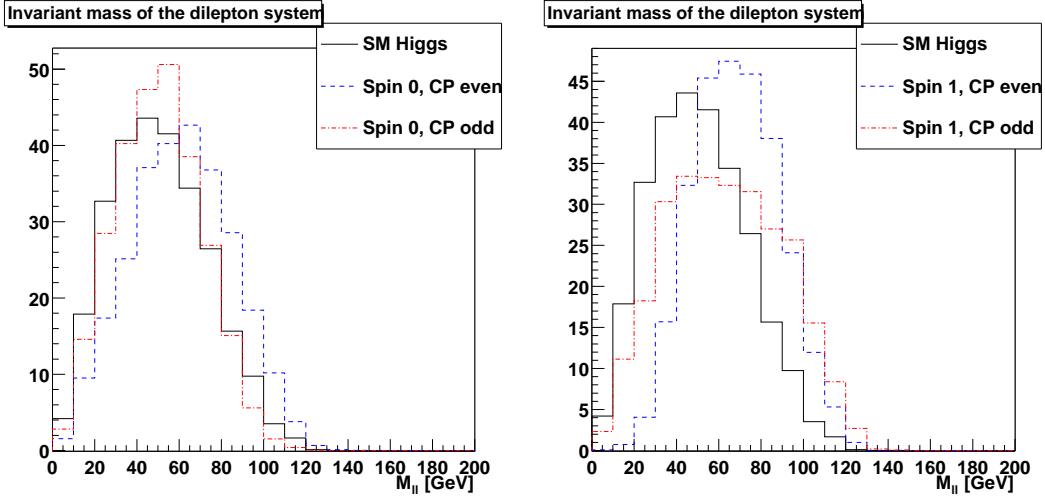 Invariant mass of the dilepton system
SM Higgs
Spin 0, CP even
Spin 0, CP odd
50
40
30
20
10
0
0 20 40 60 80 100 120 140 160 180 200
M_ll [GeV]
Invariant mass of the dilepton system
SM Higgs
Spin 1, CP even
Spin 1, CP odd
45
40
35
30
25
20
15
10
5
0
0 20 40 60 80 100 120 140 160 180 200
M_ll [GeV]